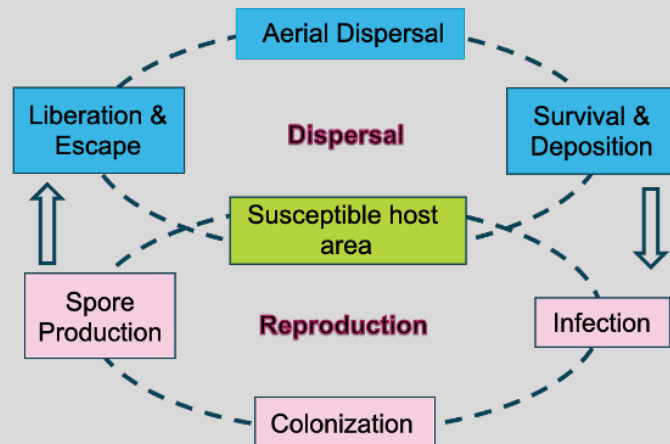 Aerial Dispersal
Liberation &
Escape
Dispersal
Survival &
Deposition
Susceptible host
area
Spore
Production
Reproduction
Infection
Colonization